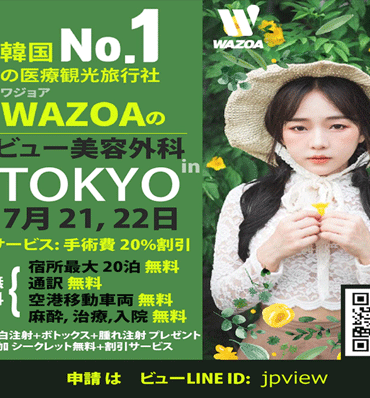 韓国 No.1
の医療観光旅行社
ワジョア
WAZOAの
ビュー美容外科
in
TOKYO
7月 21, 22日
サービス: 手術費 20%割引
無料
宿所最大 20泊 無料
通訳 無料
空港移動車両 無料
麻酔, 治療,入院 無料
白注射+ボトックス+腫れ注射 プレゼント
加 シークレット無料+割引サービス
WAZOA
申請 は ビューLINE ID: jpview